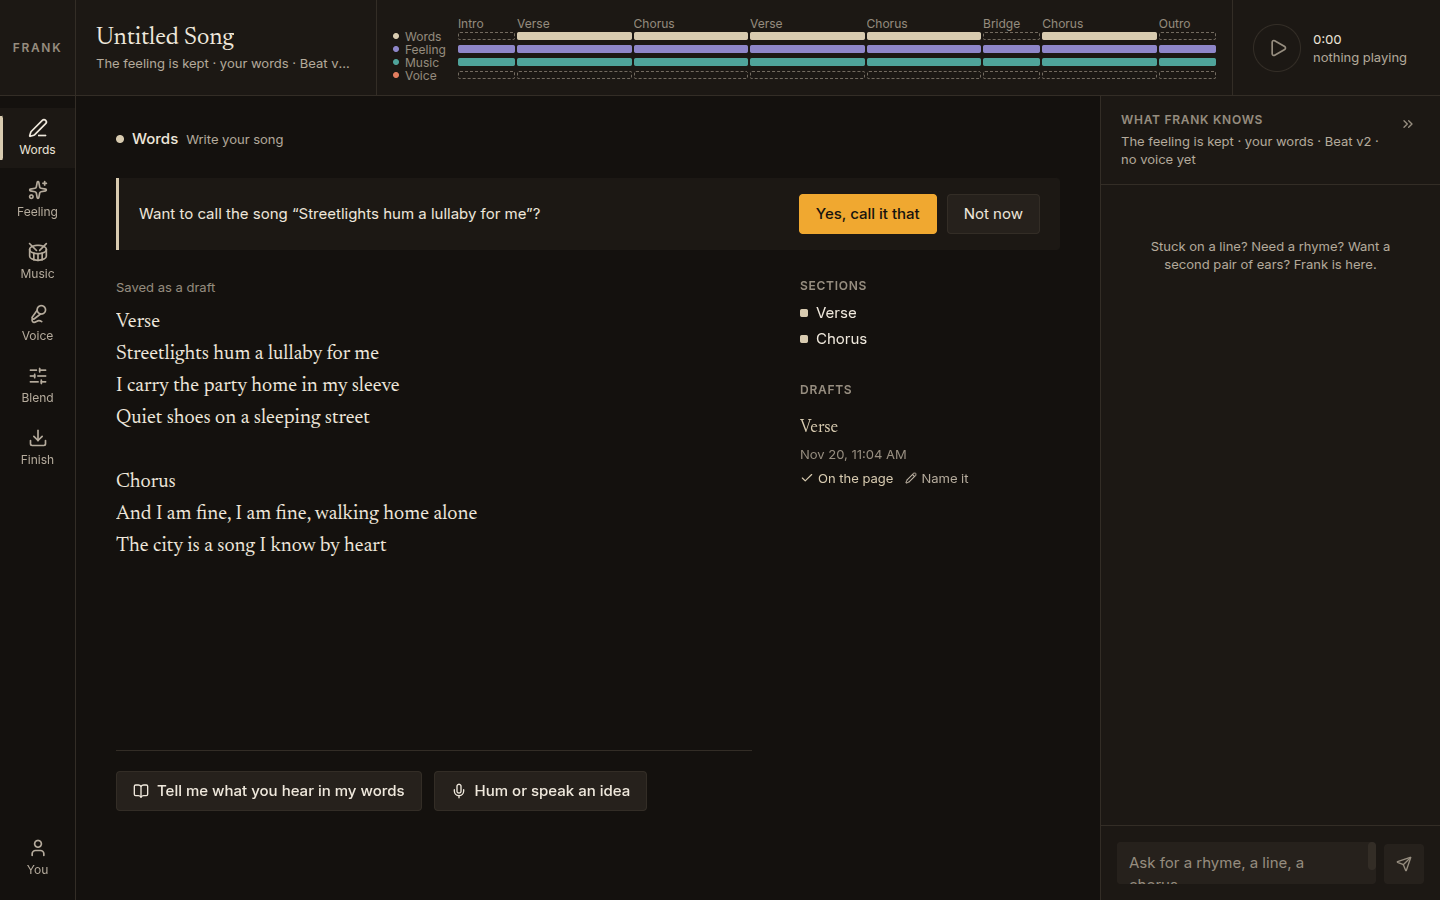 FRANK
Untitled Song
The feeling is kept · your words · Beat v...
Intro Verse Chorus Verse Chorus Bridge Chorus Outro
Words
Feeling
Music
Voice
0:00
nothing playing
Words
Feeling
Music
Voice
Blend
Finish
You
Words Write your song
Want to call the song “Streetlights hum a lullaby for me”?
Yes, call it that
Not now
Saved as a draft
Verse
Streetlights hum a lullaby for me
I carry the party home in my sleeve
Quiet shoes on a sleeping street
Chorus
And I am fine, I am fine, walking home alone
The city is a song I know by heart
SECTIONS
Verse
Chorus
DRAFTS
Verse
Nov 20, 11:04 AM
On the page Name it
Tell me what you hear in my words
Hum or speak an idea
WHAT FRANK KNOWS
The feeling is kept · your words · Beat v2 ·
no voice yet
Stuck on a line? Need a rhyme? Want a
second pair of ears? Frank is here.
Ask for a rhyme, a line, a
chorus